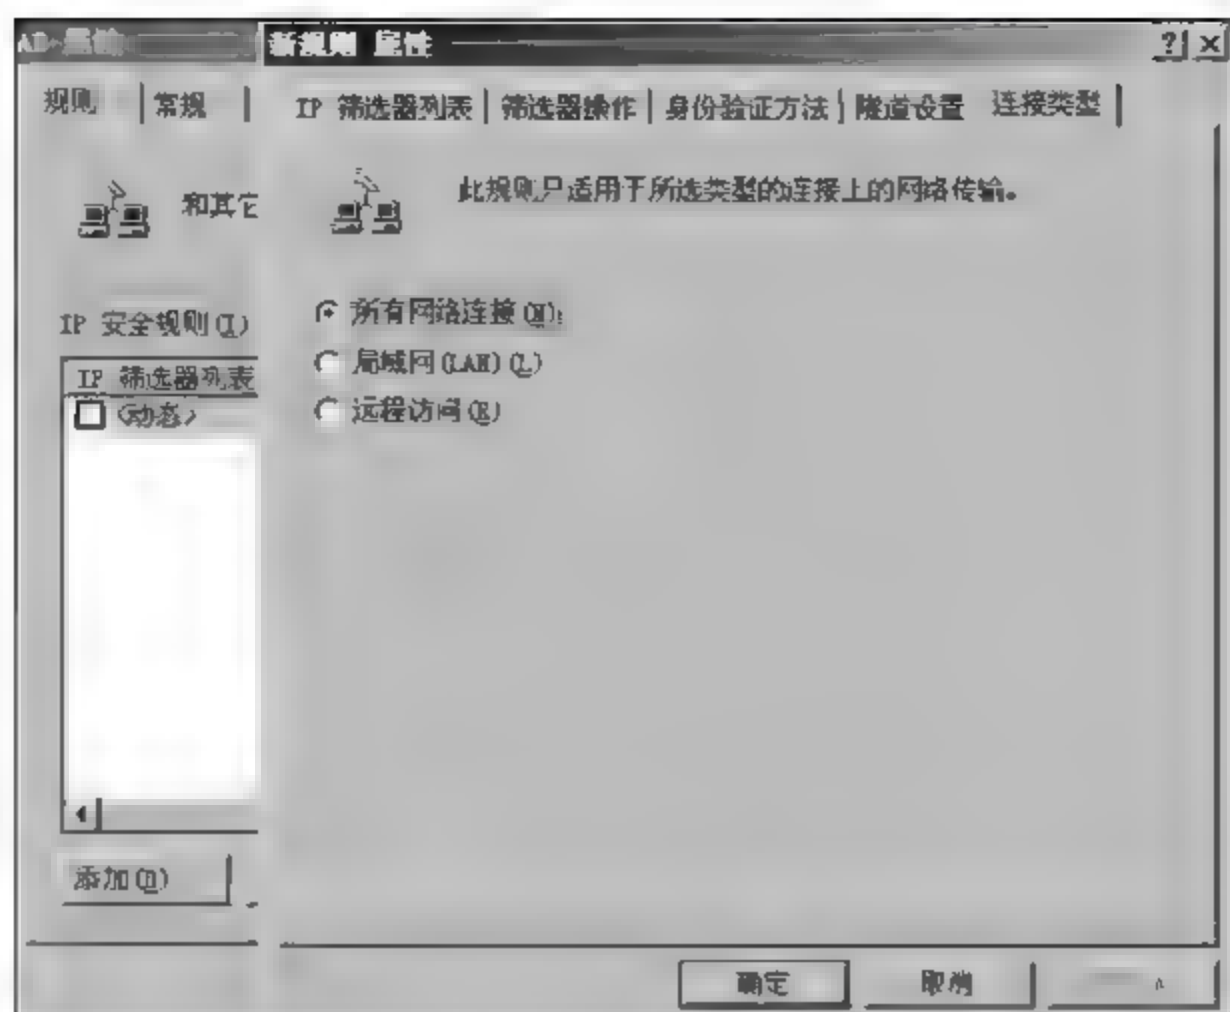 新规则 属性
规则 常规
IP 筛选器列表 筛选器操作 身份验证方法 隧道设置 连接类型
和其它
此规则只适用于所选类型的连接上的网络传输。
IP 安全规则(I)
IP 筛选器列表
<动态>
所有网络连接(N):
局域网(LAN)(L)
远程访问(R)
添加(D)
确定 取消